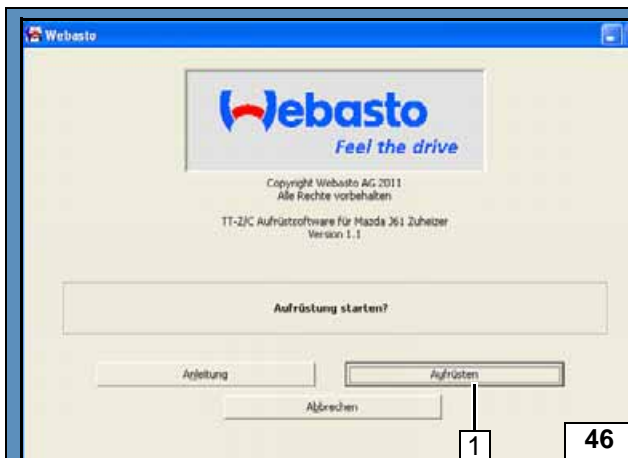 Webasto
Webasto
Feel the drive
Copyright Webasto AG 2011
Alle Rechte vorbehalten
TT-Z/C Aufrüstsoftware für Mazda J61 Zuheizer
Version 1.1
Aufrüstung starten?
Anleitung
Aufrüsten
Abbrechen
1
46